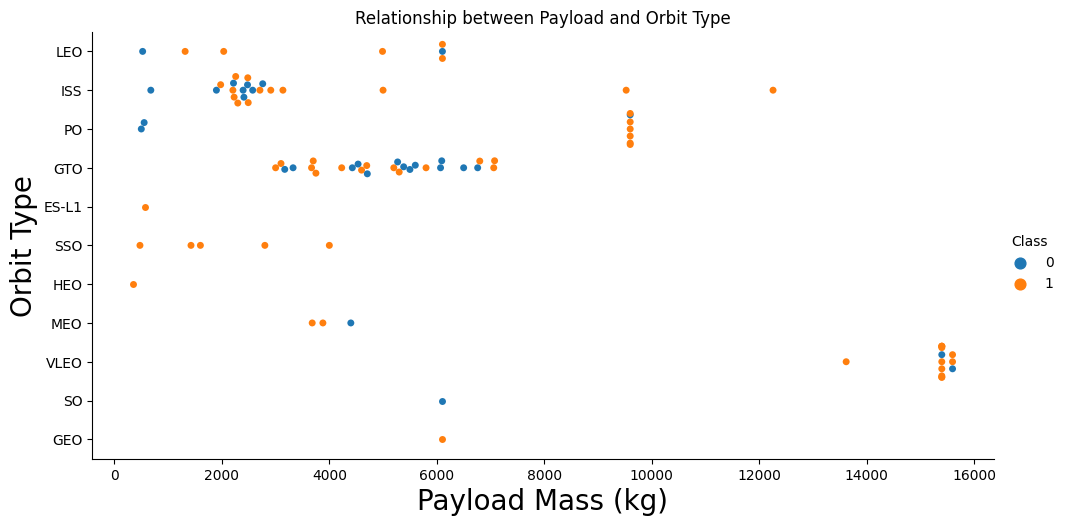 Relationship between Payload and Orbit Type
Orbit Type
LEO
ISS
PO
GTO
ES-L1
SSO
HEO
MEO
VLEO
SO
GEO
0 2000 4000 6000 8000 10000 12000 14000 16000
Payload Mass (kg)
Class
0
1